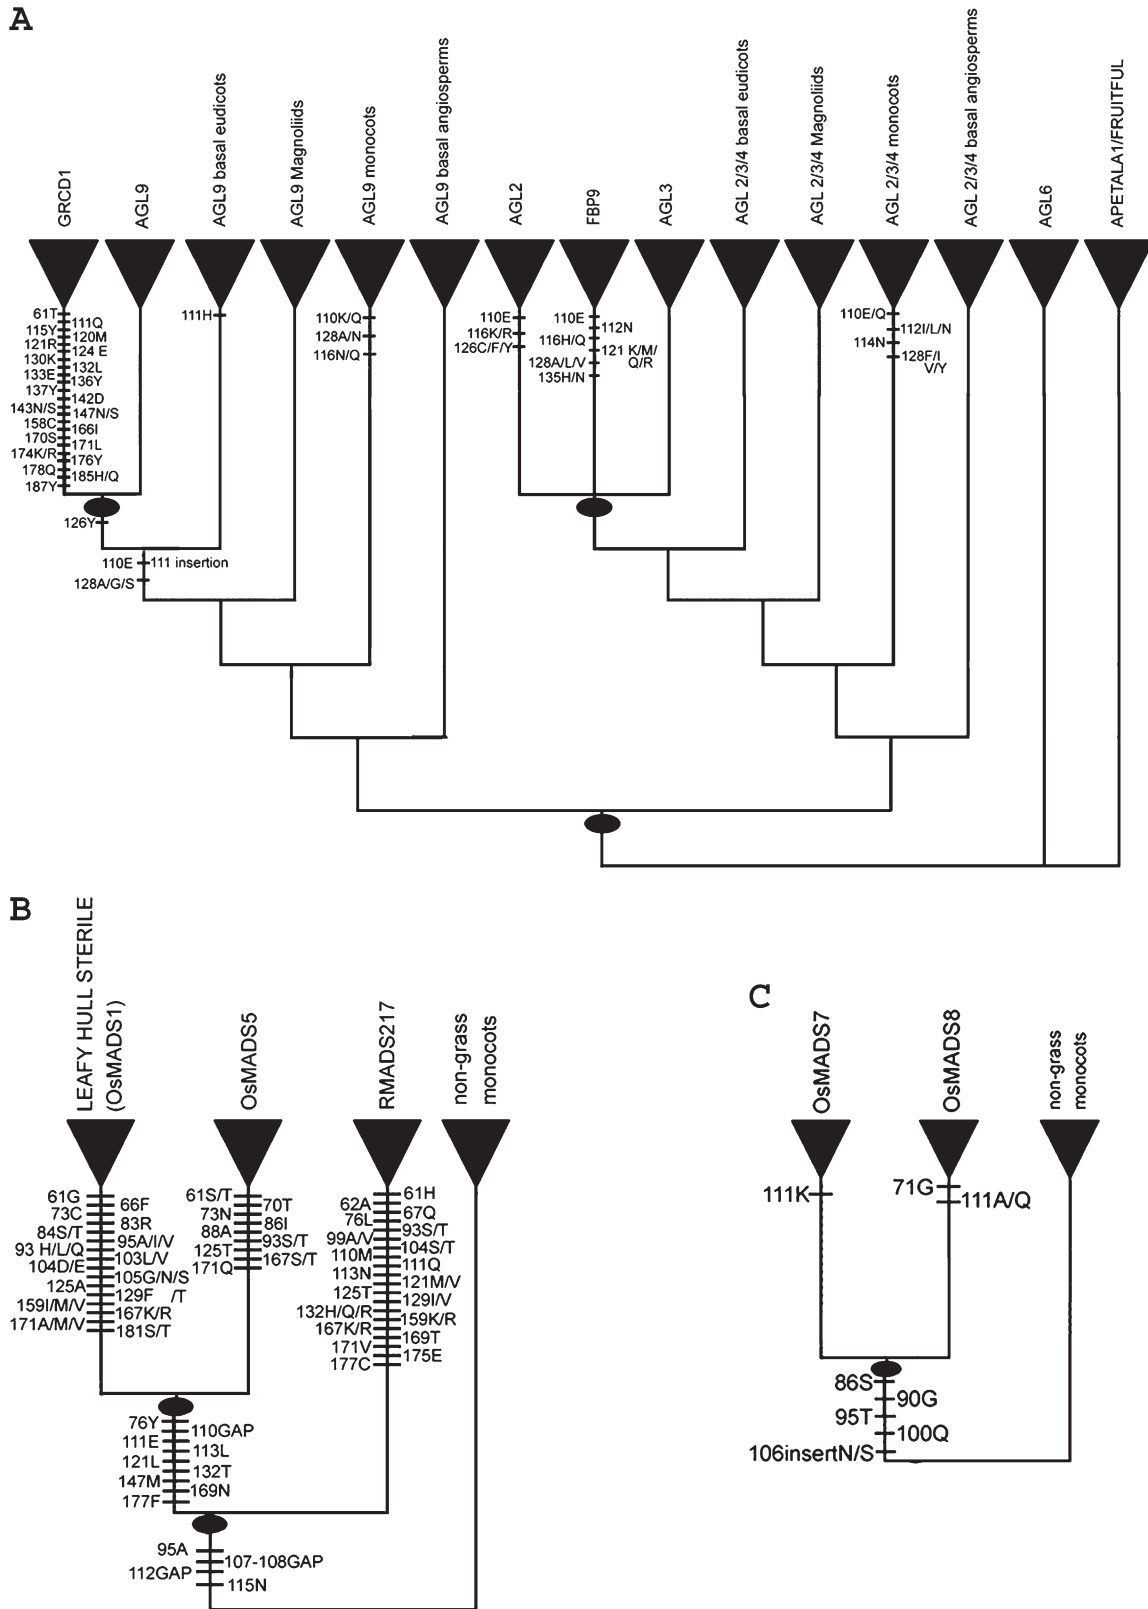 A
GRCD1
AGL9
AGL9 basal eudicots
AGL9 Magnoliids
AGL9 monocots
AGL9 basal angiosperms
AGL2
FBP9
AGL3
AGL 2/3/4 basal eudicots
AGL 2/3/4 Magnoliids
AGL 2/3/4 monocots
AGL 2/3/4 basal angiosperms
AGL6
APETALA1/FRUITFUL
61T
111Q
115Y
120M
121R
124 E
130K
132L
133E
136Y
137Y
142D
143N/S
147N/S
158C
166I
170S
171L
174K/R
176Y
178Q
185H/Q
187Y
126Y
111H
110E
111 insertion
128A/G/S
110K/Q
128A/N
116N/Q
110E
116K/R
126C/F/Y
110E
112N
116H/Q
121 K/M/
Q/R
128A/L/V
135H/N
110E/Q
112I/L/N
114N
128F/I
V/Y
B
LEAFY HULL STERILE
(OsMADS1)
OsMADS5
RMADS217
non-grass
monocots
61G
66F
73C
83R
84S/T
95A/I/V
93 H/L/Q
103L/V
104D/E
105G/N/S
125A
129F /T
159I/M/V
167K/R
171A/M/V
181S/T
61S/T
70T
73N
86I
88A
93S/T
125T
167S/T
171Q
61H
62A
67Q
76L
93S/T
99A/V
104S/T
110M
111Q
113N
121M/V
125T
129I/V
132H/Q/R
159K/R
167K/R
169T
171V
175E
177C
76Y
110GAP
111E
113L
121L
132T
147M
169N
177F
95A
107-108GAP
112GAP
115N
C
OsMADS7
OsMADS8
non-grass
monocots
111K
71G
111A/Q
86S
90G
95T
100Q
106insertN/S